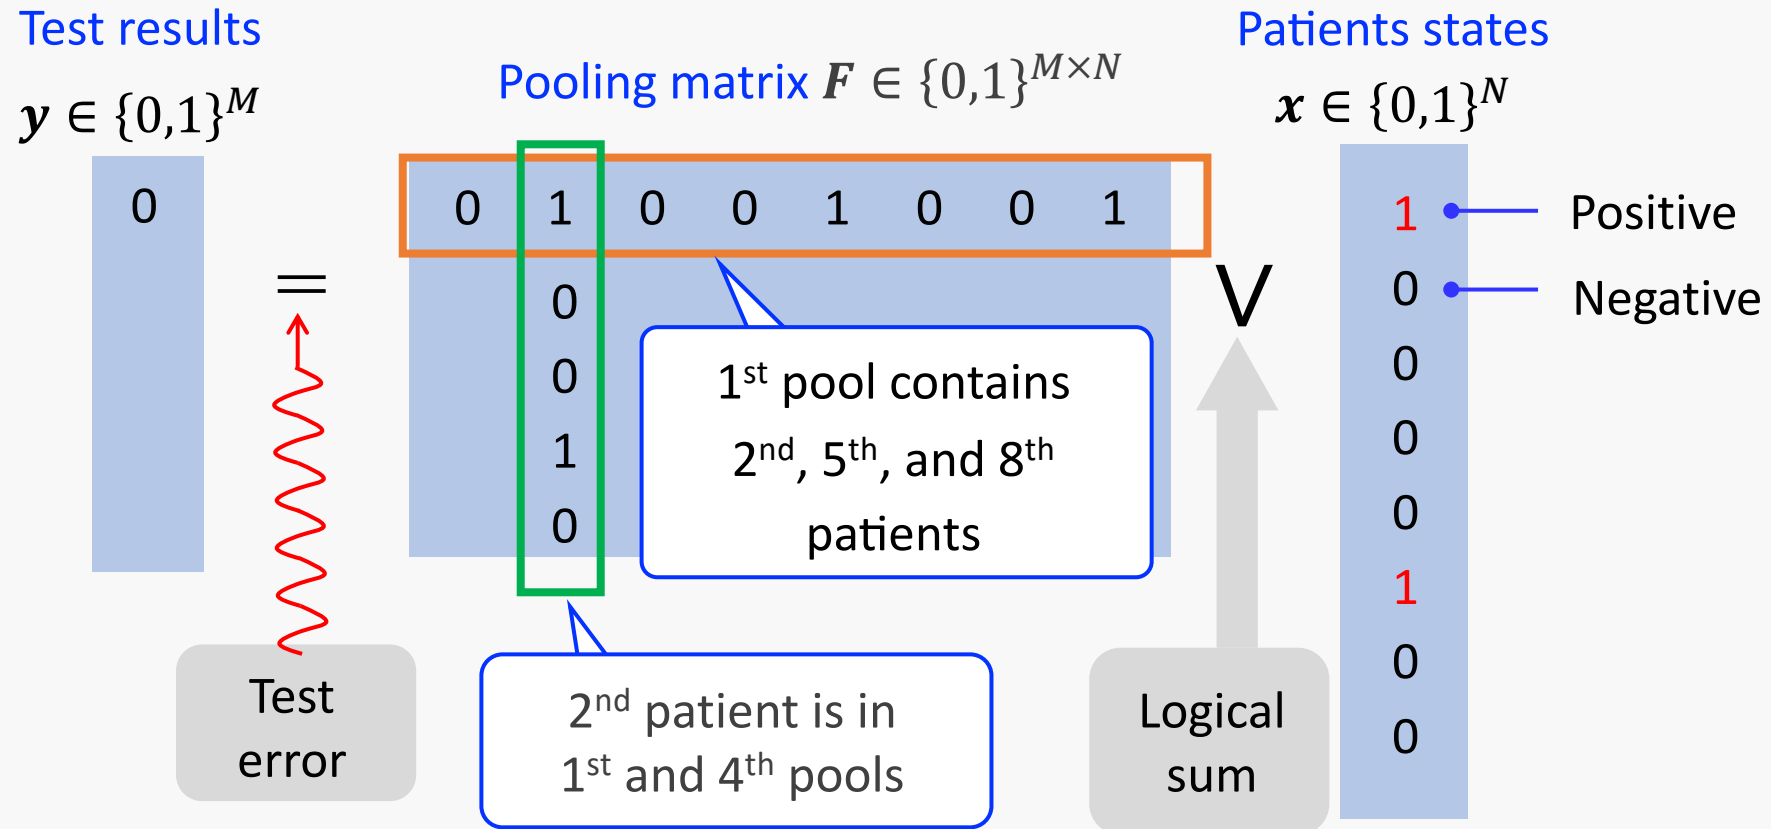 Test results
y ∈ {0,1}^M
0
=
Test
error
Pooling matrix F ∈ {0,1}^{M×N}
0 1 0 0 1 0 0 1
0
0
1
0
1st pool contains
2nd, 5th, and 8th
patients
2nd patient is in
1st and 4th pools
∨
Logical
sum
Patients states
x ∈ {0,1}^N
1 Positive
0 Negative
0
0
0
1
0
0